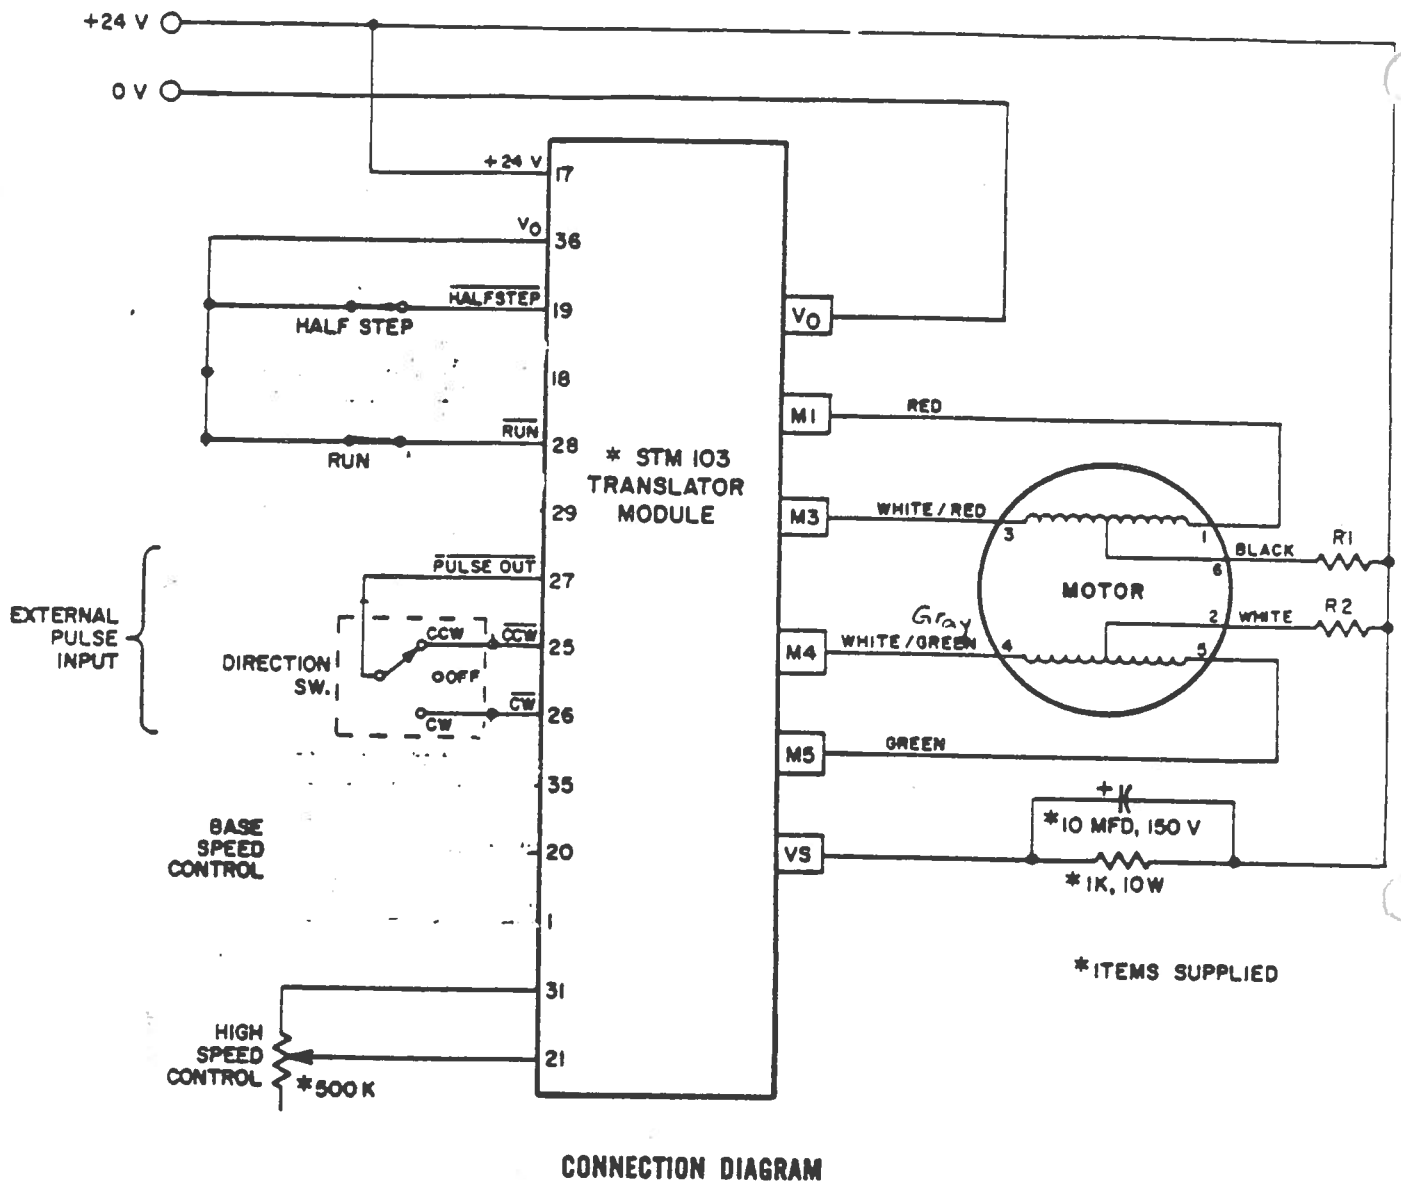 +24 V
0 V
+24 V
17
V0
36
HALFSTEP
19
HALF STEP
18
RUN
28
RUN
29
PULSE OUT
27
EXTERNAL
PULSE
INPUT
DIRECTION
SW.
CCW
CCW
25
OFF
CW
CW
26
35
BASE
SPEED
CONTROL
20
1
31
HIGH
SPEED
CONTROL
*500 K
21
* STM 103
TRANSLATOR
MODULE
V0
M1
RED
M3
WHITE/RED
3
1
BLACK
6
R1
MOTOR
2
WHITE
R2
Gray
M4
WHITE/GREEN
4
5
M5
GREEN
+
*10 MFD, 150 V
VS
*1K, 10W
*ITEMS SUPPLIED
CONNECTION DIAGRAM